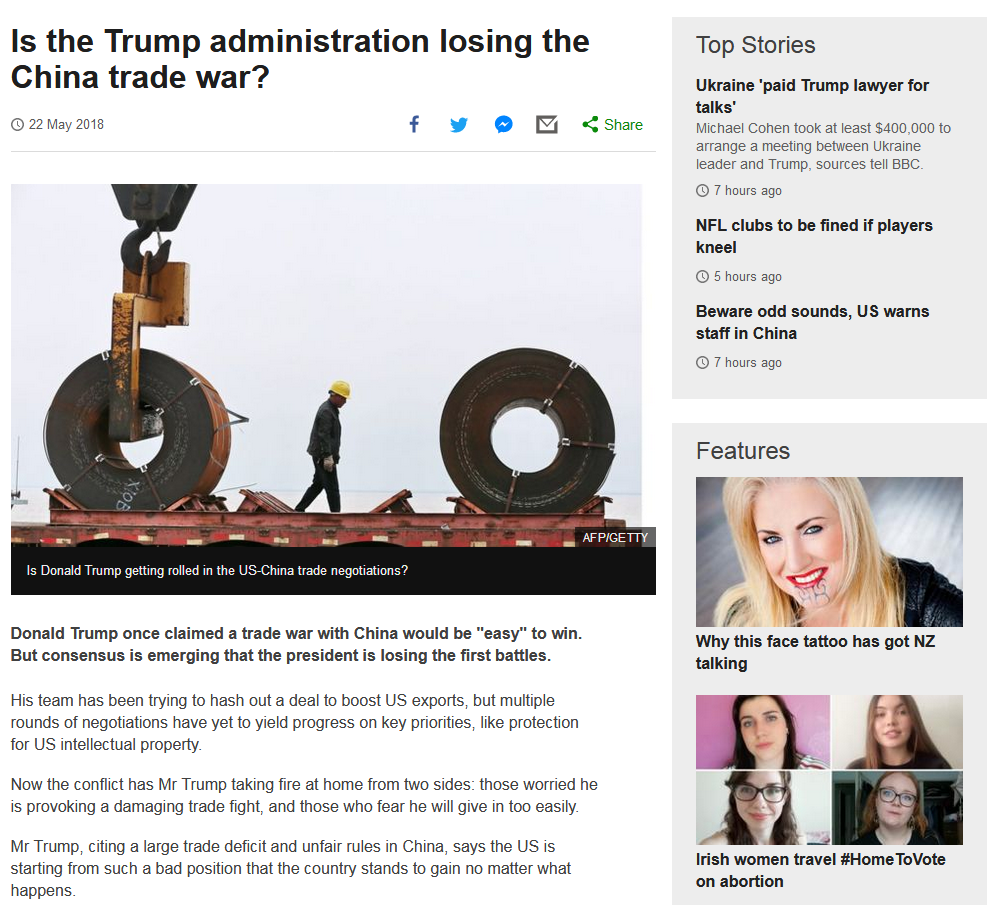 Is the Trump administration losing the
China trade war?
22 May 2018
Share
AFP/GETTY
Is Donald Trump getting rolled in the US-China trade negotiations?
Donald Trump once claimed a trade war with China would be "easy" to win.
But consensus is emerging that the president is losing the first battles.
His team has been trying to hash out a deal to boost US exports, but multiple
rounds of negotiations have yet to yield progress on key priorities, like protection
for US intellectual property.
Now the conflict has Mr Trump taking fire at home from two sides: those worried he
is provoking a damaging trade fight, and those who fear he will give in too easily.
Mr Trump, citing a large trade deficit and unfair rules in China, says the US is
starting from such a bad position that the country stands to gain no matter what
happens.
Top Stories
Ukraine 'paid Trump lawyer for
talks'
Michael Cohen took at least $400,000 to
arrange a meeting between Ukraine
leader and Trump, sources tell BBC.
7 hours ago
NFL clubs to be fined if players
kneel
5 hours ago
Beware odd sounds, US warns
staff in China
7 hours ago
Features
Why this face tattoo has got NZ
talking
Irish women travel #HomeToVote
on abortion